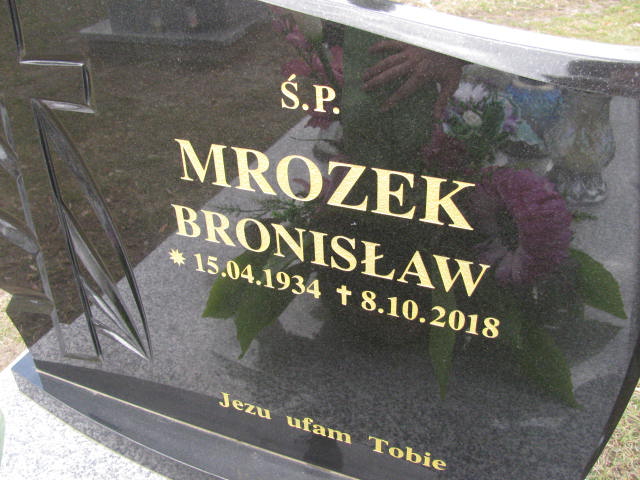 Ś.P.
MROZEK
BRONISŁAW
* 15.04.1934 ✝ 8.10.2018
Jezu ufam Tobie